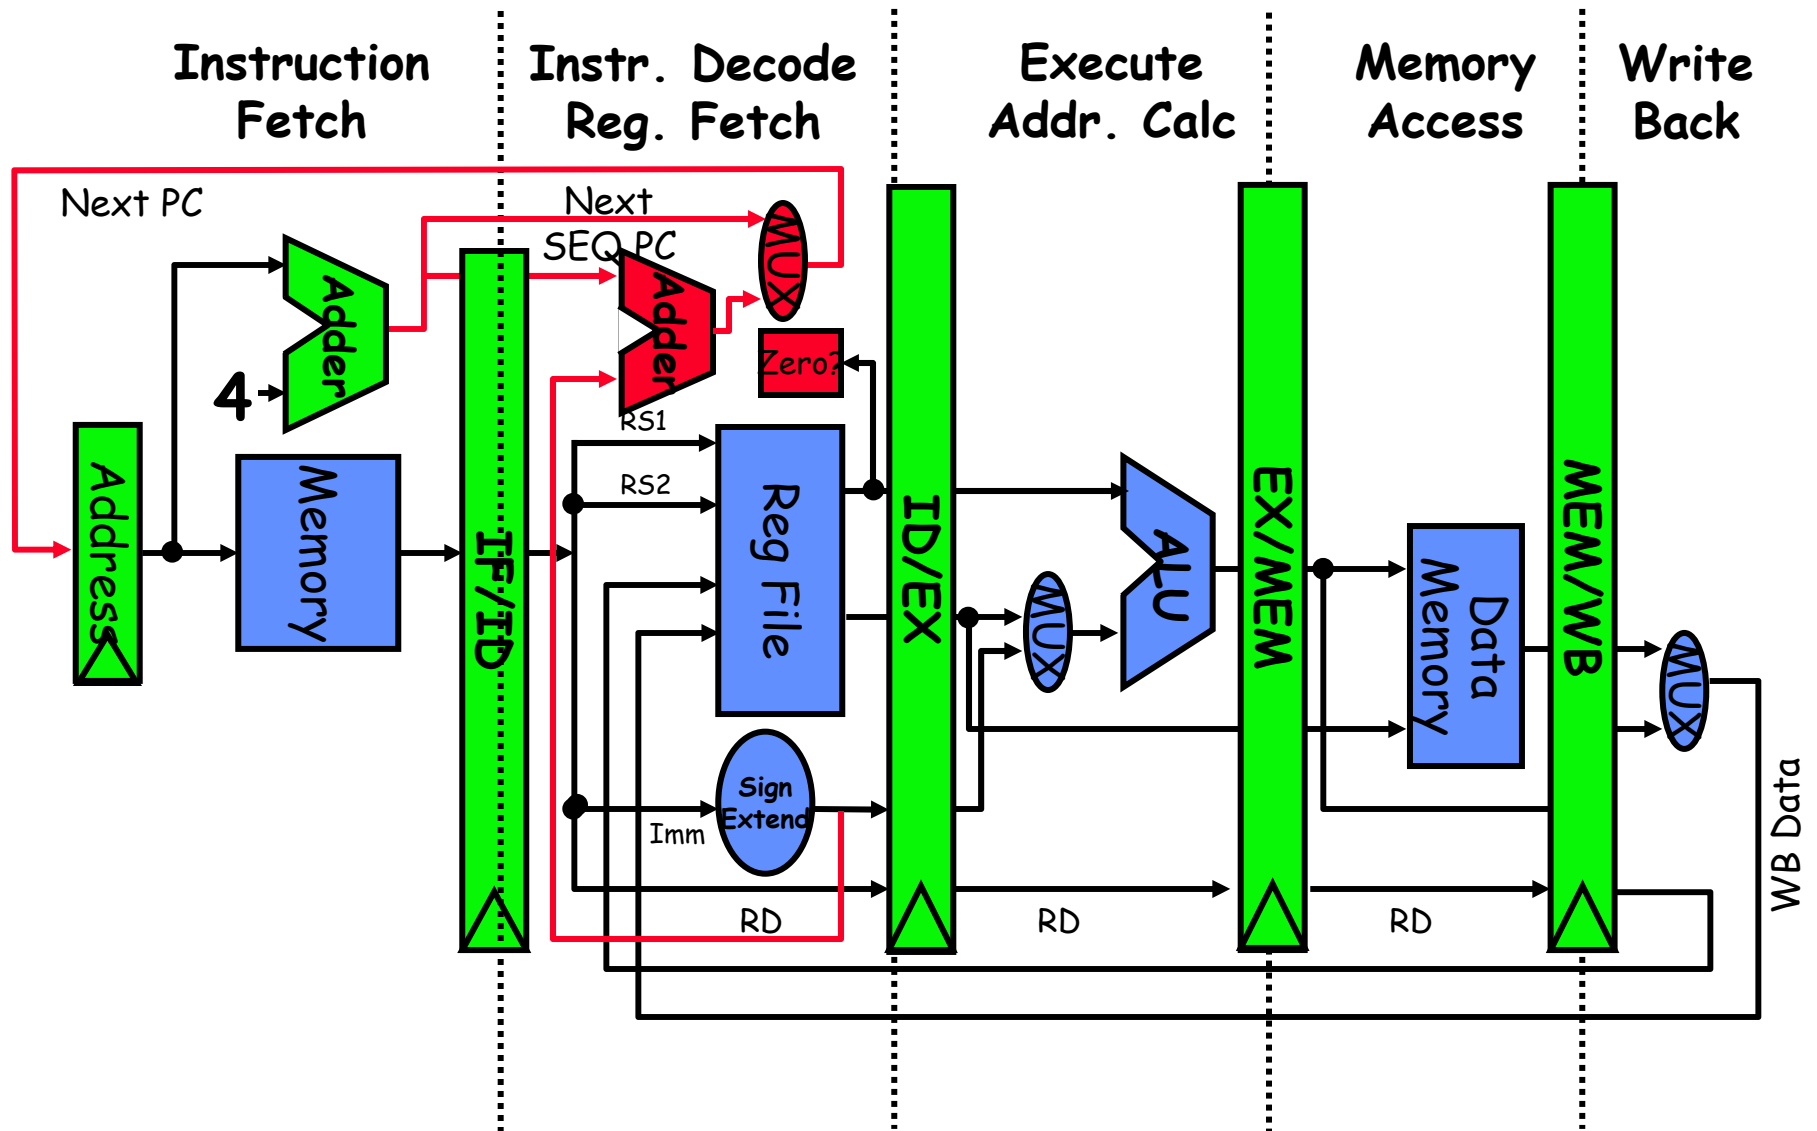 Instruction
Fetch
Instr. Decode
Reg. Fetch
Execute
Addr. Calc
Memory
Access
Write
Back
Next PC
Next
SEQ PC
MUX
Adder
Adder
Zero?
4
RS1
Address
Memory
RS2
Reg File
IF/ID
ID/EX
EX/MEM
MEM/WB
ALU
MUX
Data
Memory
MUX
Sign
Extend
Imm
WB Data
RD
RD
RD